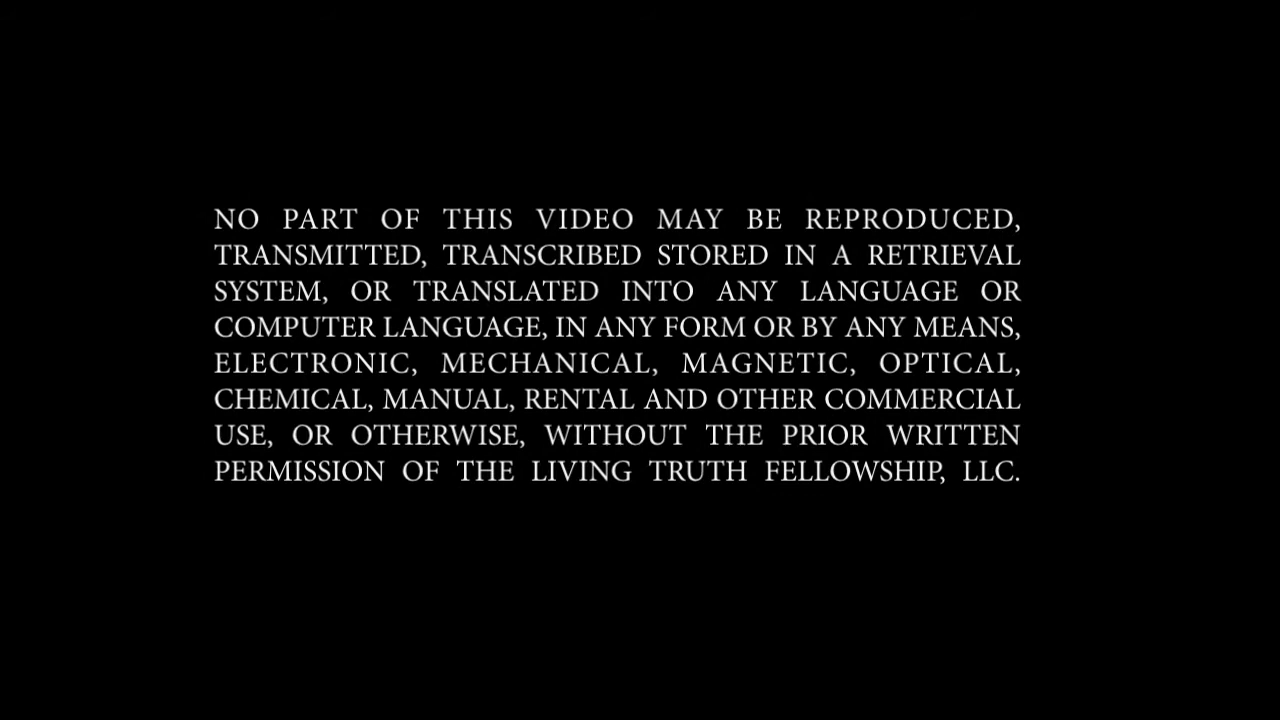 NO PART OF THIS VIDEO MAY BE REPRODUCED,
TRANSMITTED, TRANSCRIBED STORED IN A RETRIEVAL
SYSTEM, OR TRANSLATED INTO ANY LANGUAGE OR
COMPUTER LANGUAGE, IN ANY FORM OR BY ANY MEANS,
ELECTRONIC, MECHANICAL, MAGNETIC, OPTICAL,
CHEMICAL, MANUAL, RENTAL AND OTHER COMMERCIAL
USE, OR OTHERWISE, WITHOUT THE PRIOR WRITTEN
PERMISSION OF THE LIVING TRUTH FELLOWSHIP, LLC.